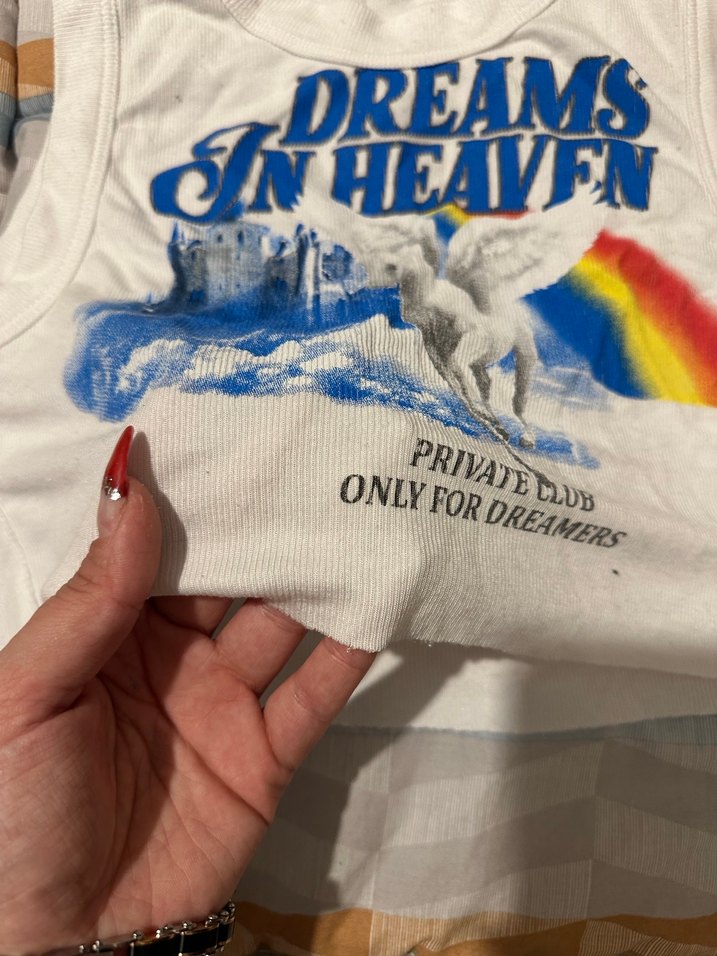 DREAMS
IN HEAVEN
PRIVATE CLUB
ONLY FOR DREAMERS